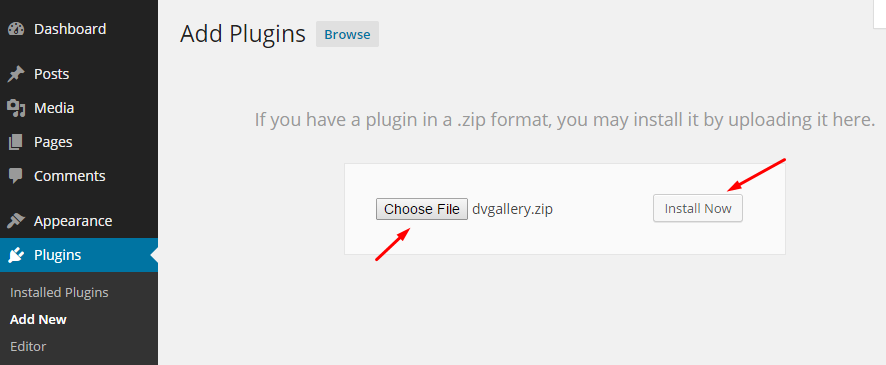 Dashboard
Posts
Media
Pages
Comments
Appearance
Plugins
Installed Plugins
Add New
Editor
Add Plugins Browse
If you have a plugin in a .zip format, you may install it by uploading it here.
Choose File dvgallery.zip Install Now